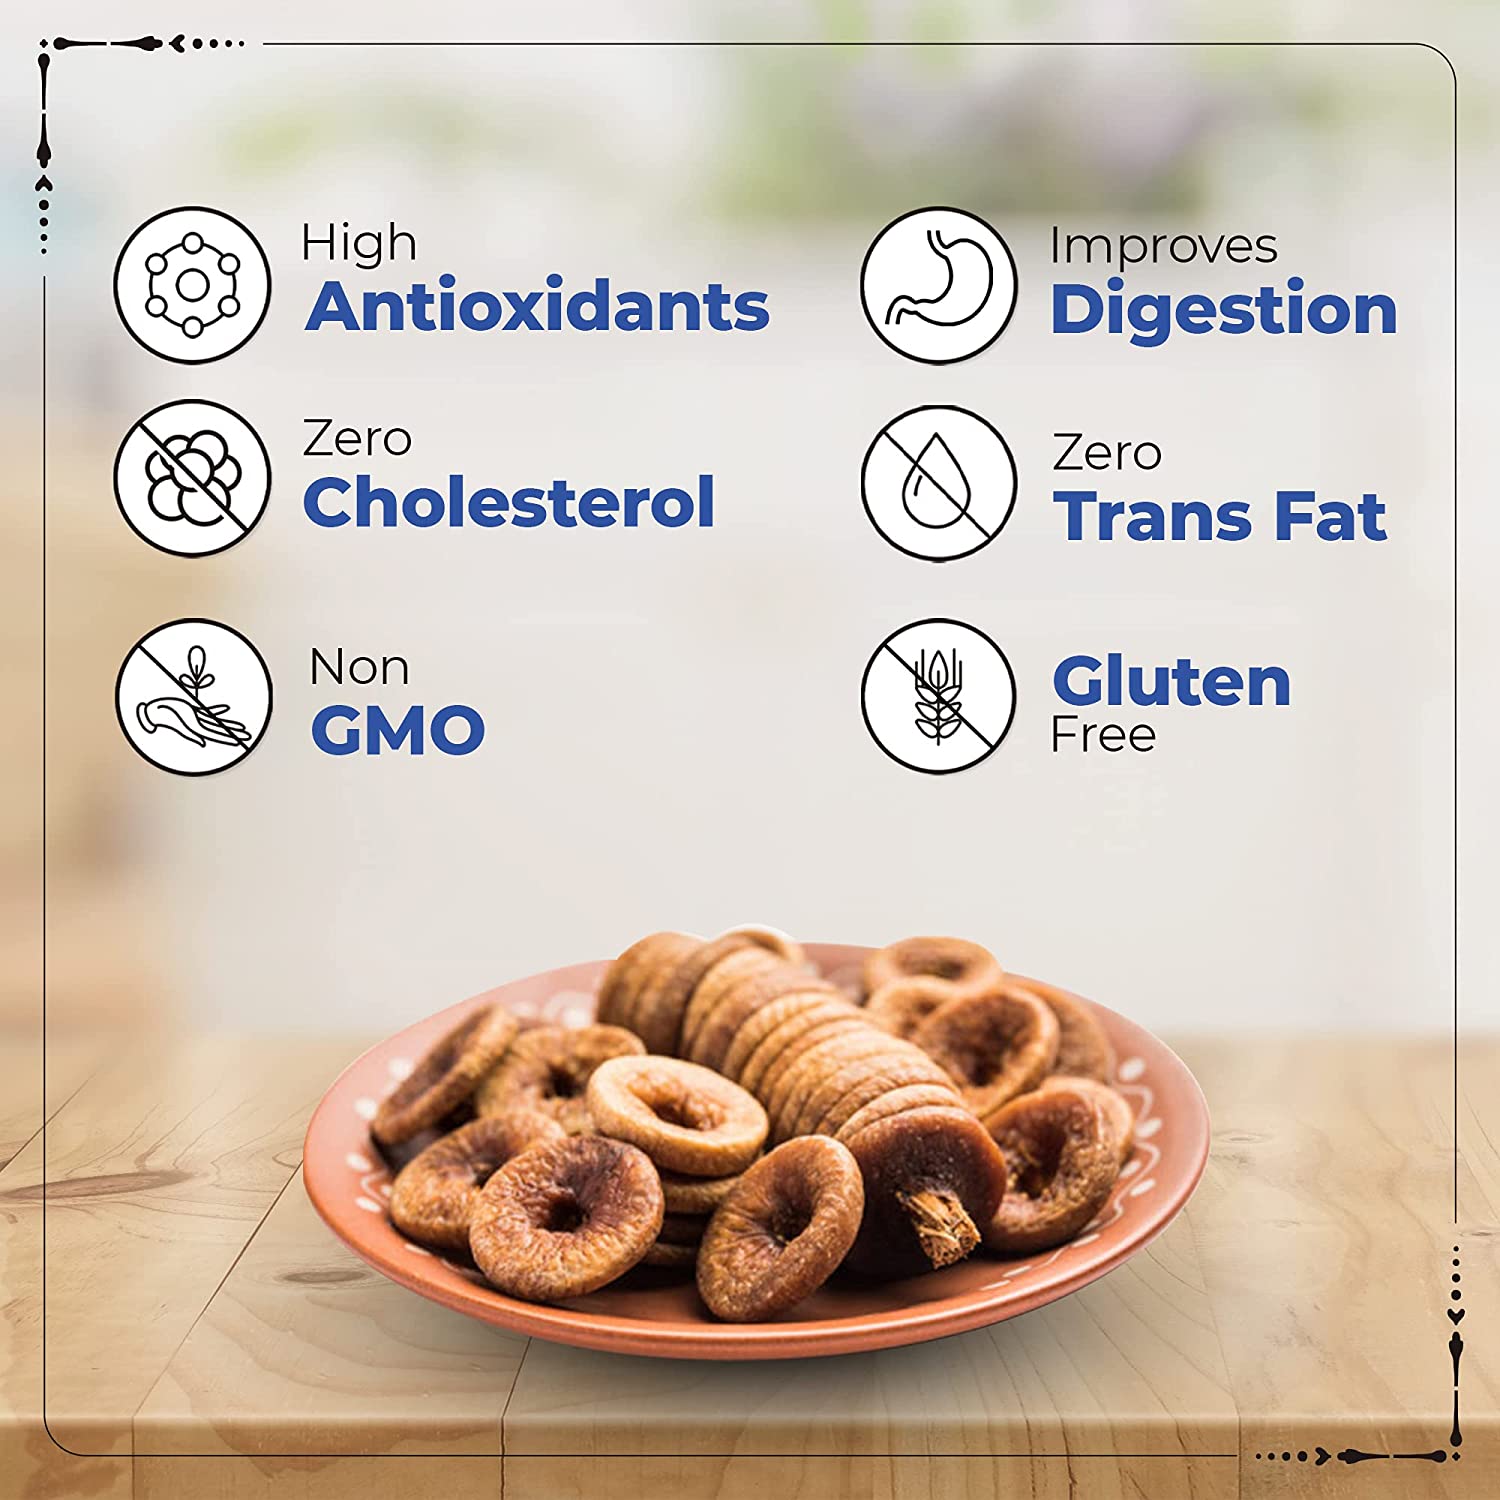 High
Antioxidants
Improves
Digestion
Zero
Cholesterol
Zero
Trans Fat
Non
GMO
Gluten
Free